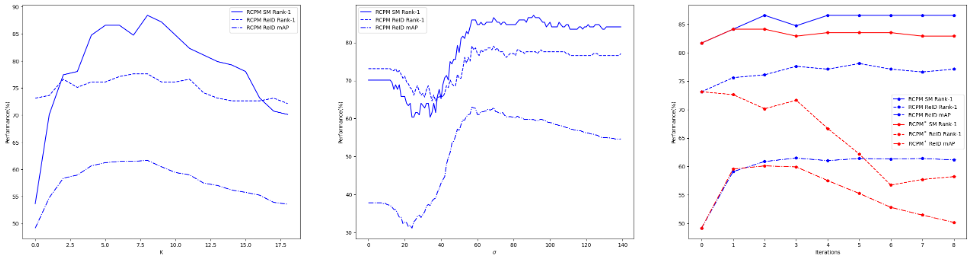 RCPM SM Rank-1
RCPM ReID Rank-1
RCPM ReID mAP
90
85
80
75
70
65
60
55
50
Performance(%)
0.0
2.5
5.0
7.5
10.0
12.5
15.0
17.5
K
RCPM SM Rank-1
RCPM ReID Rank-1
RCPM ReID mAP
80
70
60
50
40
30
Performance(%)
0
20
40
60
80
100
120
140
σ
85
80
75
70
65
60
55
50
Performance(%)
RCPM SM Rank-1
RCPM ReID Rank-1
RCPM ReID mAP
RCPM* SM Rank-1
RCPM* ReID Rank-1
RCPM* ReID mAP
0
1
2
3
4
5
6
7
8
Iterations